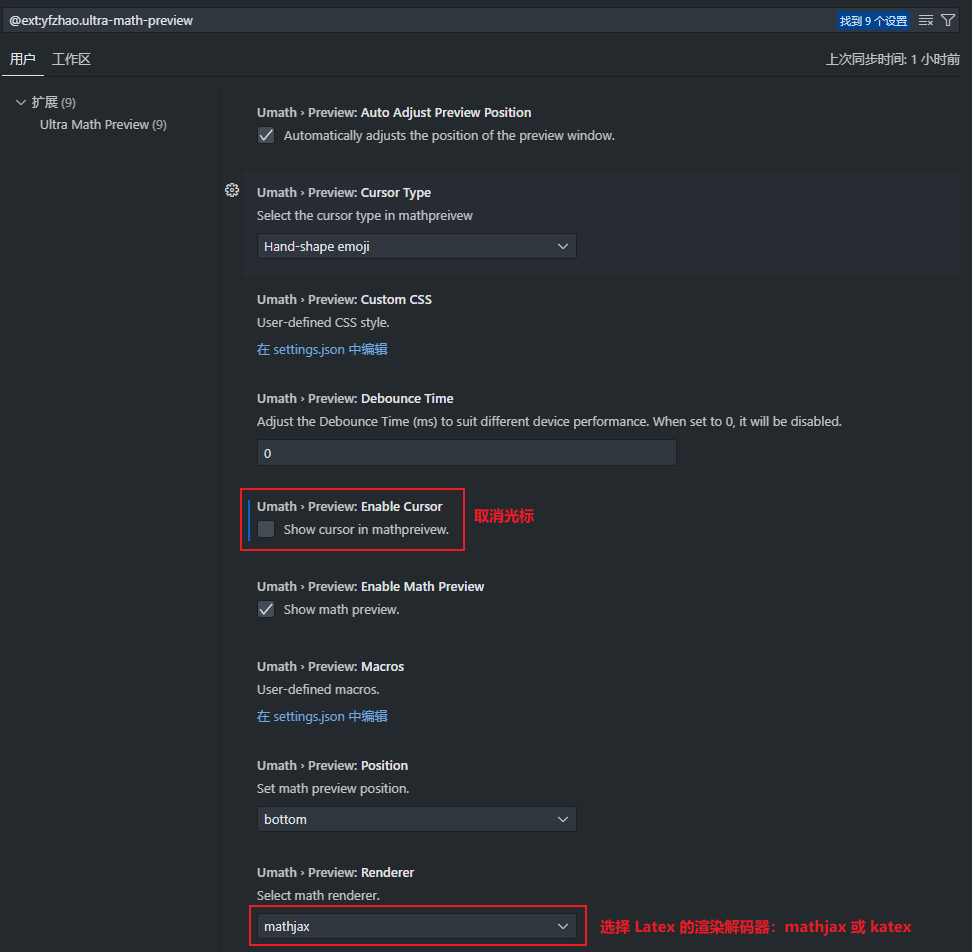 @ext:yfzhao.ultra-math-preview
找到 9 个设置
用户 工作区
上次同步时间: 1 小时前
扩展 (9)
Ultra Math Preview (9)
Umath › Preview: Auto Adjust Preview Position
Automatically adjusts the position of the preview window.
Umath › Preview: Cursor Type
Select the cursor type in mathpreivew
Hand-shape emoji
Umath › Preview: Custom CSS
User-defined CSS style.
在 settings.json 中编辑
Umath › Preview: Debounce Time
Adjust the Debounce Time (ms) to suit different device performance. When set to 0, it will be disabled.
0
Umath › Preview: Enable Cursor
Show cursor in mathpreivew.
取消光标
Umath › Preview: Enable Math Preview
Show math preview.
Umath › Preview: Macros
User-defined macros.
在 settings.json 中编辑
Umath › Preview: Position
Set math preview position.
bottom
Umath › Preview: Renderer
Select math renderer.
mathjax
选择 Latex 的渲染解码器：mathjax 或 katex